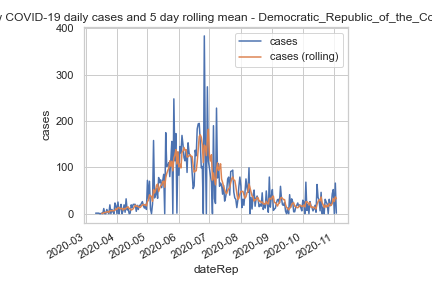 COVID-19 daily cases and 5 day rolling mean - Democratic_Republic_of_the_Co
cases
cases (rolling)
400
300
200
100
0
cases
2020-03
2020-04
2020-05
2020-06
2020-07
2020-08
2020-09
2020-10
2020-11
dateRep